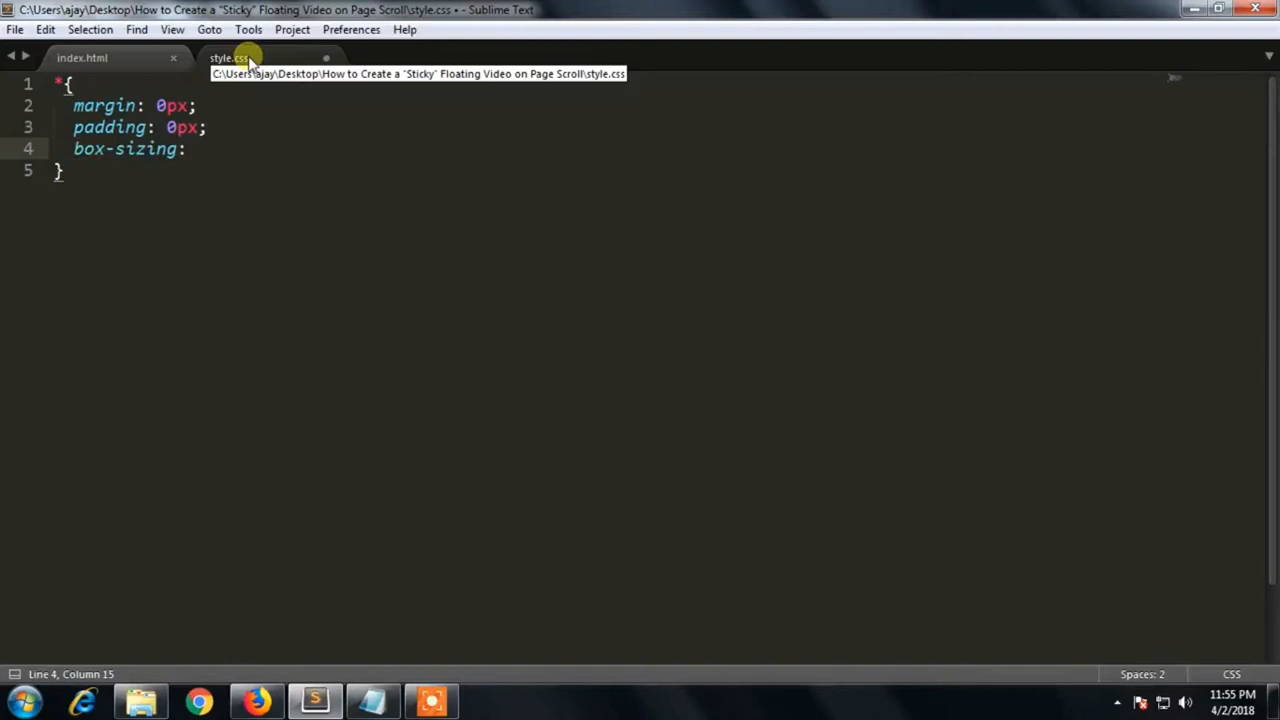 C:\Users\ajay\Desktop\How to Create a "Sticky" Floating Video on Page Scroll\style.css • - Sublime Text
File Edit Selection Find View Goto Tools Project Preferences Help
index.html × style.css
C:\Users\ajay\Desktop\How to Create a "Sticky" Floating Video on Page Scroll\style.css
1 *{
2 margin: 0px;
3 padding: 0px;
4 box-sizing:
5 }
Line 4, Column 15 Spaces: 2 CSS
11:55 PM
4/2/2018